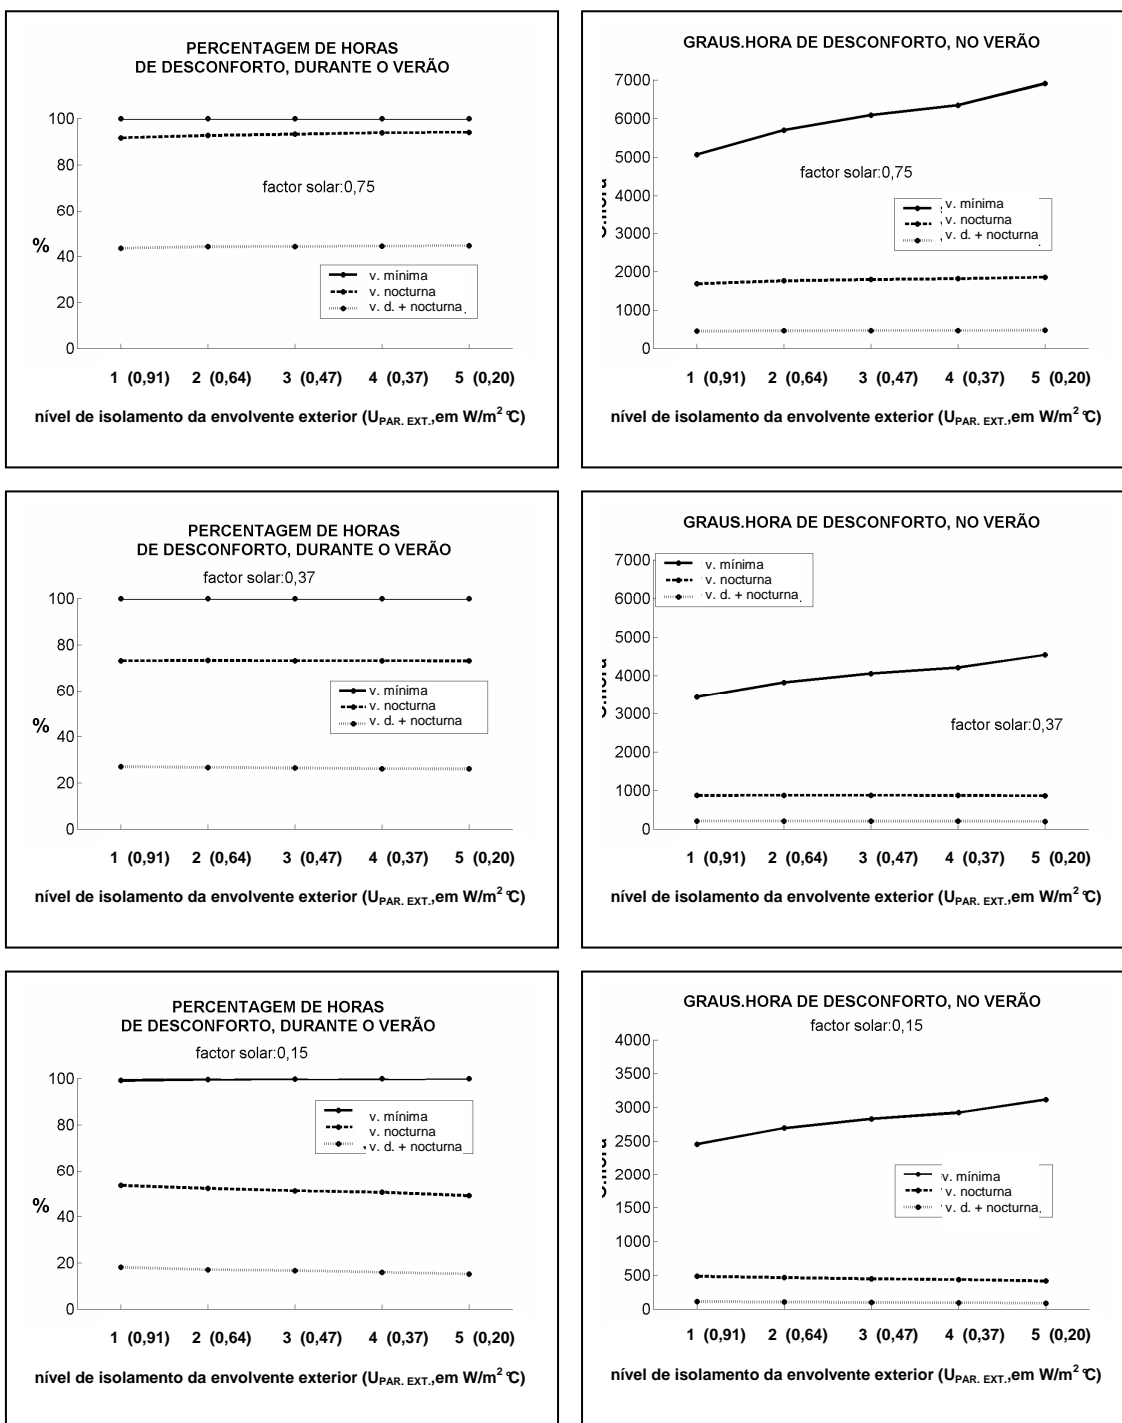 PERCENTAGEM DE HORAS
DE DESCONFORTO, DURANTE O VERÃO
100
80
60
40
20
0
%
factor solar:0,75
v. mínima
v. nocturna
v. d. + nocturna
1 (0,91) 2 (0,64) 3 (0,47) 4 (0,37) 5 (0,20)
nível de isolamento da envolvente exterior (U PAR. EXT.,em W/m² °C)
GRAUS.HORA DE DESCONFORTO, NO VERÃO
7000
6000
5000
4000
3000
2000
1000
0
factor solar:0,75
v. mínima
v. nocturna
v. d. + nocturna
1 (0,91) 2 (0,64) 3 (0,47) 4 (0,37) 5 (0,20)
nível de isolamento da envolvente exterior (U PAR. EXT.,em W/m² °C)
PERCENTAGEM DE HORAS
DE DESCONFORTO, DURANTE O VERÃO
factor solar:0,37
100
80
60
40
20
0
%
v. mínima
v. nocturna
v. d. + nocturna
1 (0,91) 2 (0,64) 3 (0,47) 4 (0,37) 5 (0,20)
nível de isolamento da envolvente exterior (U PAR. EXT.,em W/m² °C)
GRAUS.HORA DE DESCONFORTO, NO VERÃO
7000
6000
5000
4000
3000
2000
1000
0
v. mínima
v. nocturna
v. d. + nocturna
factor solar:0,37
1 (0,91) 2 (0,64) 3 (0,47) 4 (0,37) 5 (0,20)
nível de isolamento da envolvente exterior (U PAR. EXT.,em W/m² °C)
PERCENTAGEM DE HORAS
DE DESCONFORTO, DURANTE O VERÃO
factor solar:0,15
100
80
60
40
20
0
%
v. mínima
v. nocturna
v. d. + nocturna
1 (0,91) 2 (0,64) 3 (0,47) 4 (0,37) 5 (0,20)
nível de isolamento da envolvente exterior (U PAR. EXT.,em W/m² °C)
GRAUS.HORA DE DESCONFORTO, NO VERÃO
factor solar:0,15
4000
3500
3000
2500
2000
1500
1000
500
0
v. mínima
v. nocturna
v. d. + nocturna
1 (0,91) 2 (0,64) 3 (0,47) 4 (0,37) 5 (0,20)
nível de isolamento da envolvente exterior (U PAR. EXT.,em W/m² °C)